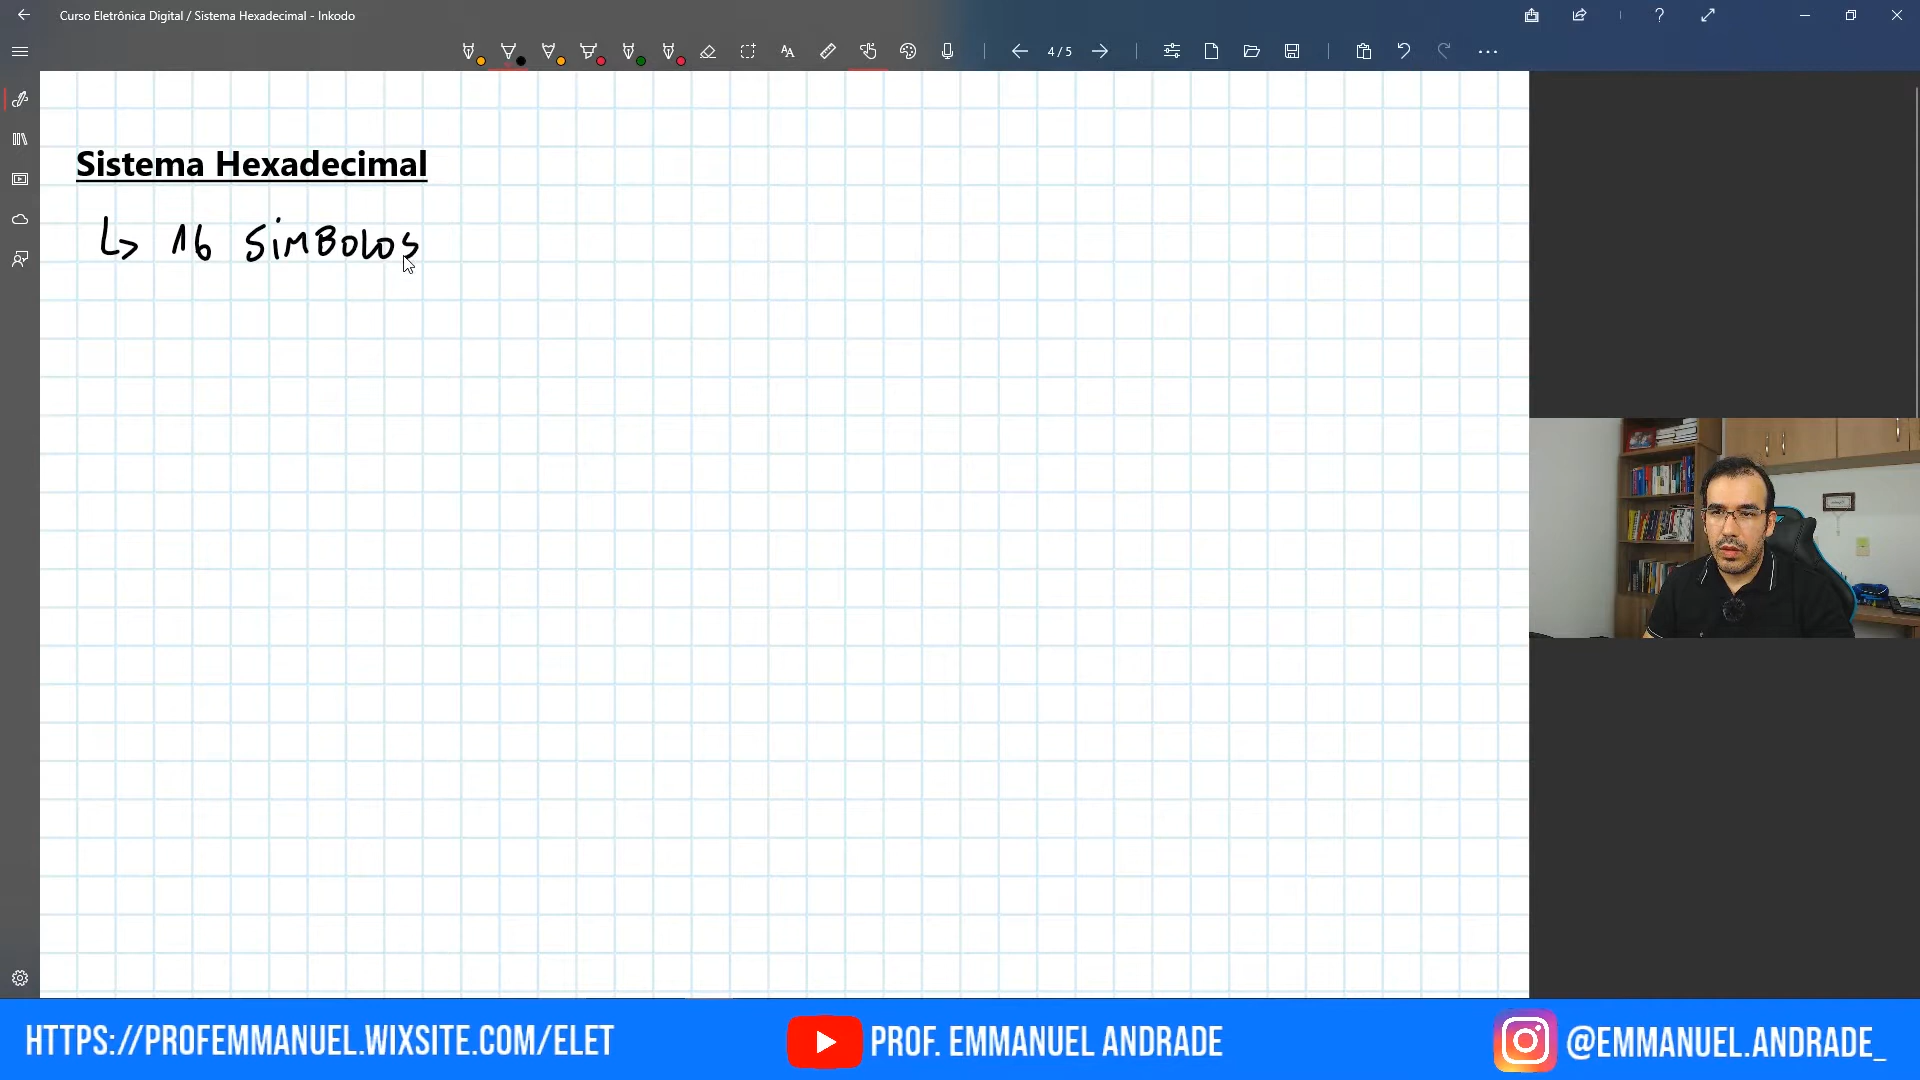 Curso Eletrônica Digital / Sistema Hexadecimal - Inkodo
4 / 5
Sistema Hexadecimal
↳ 16 SiMBOLOS
HTTPS://PROFEMMANUEL.WIXSITE.COM/ELET
PROF. EMMANUEL ANDRADE
@EMMANUEL.ANDRADE_